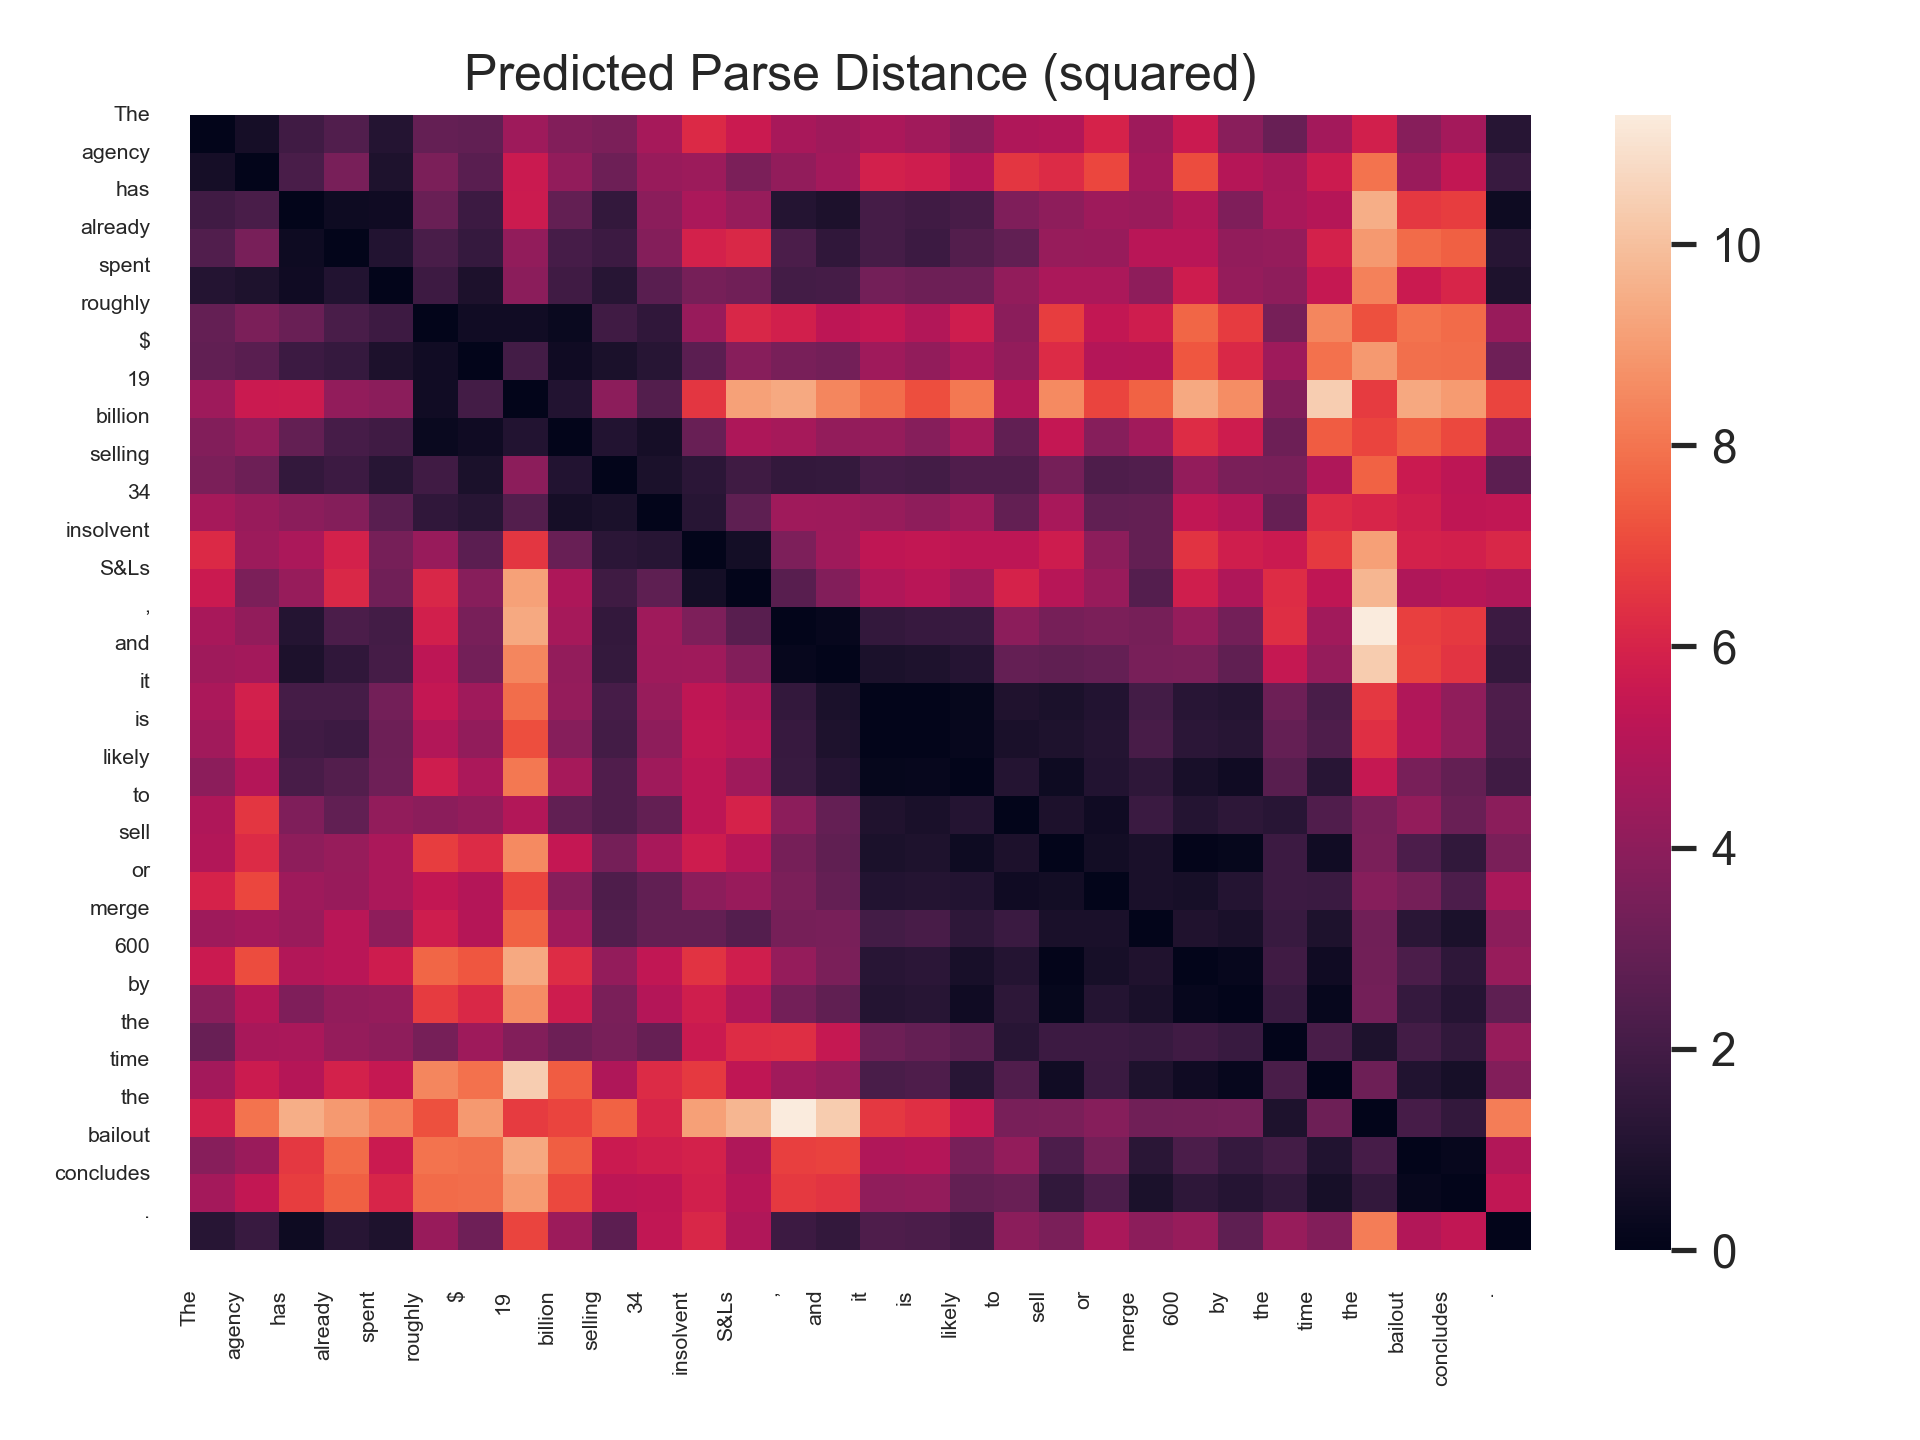 Predicted Parse Distance (squared)
The
agency
has
already
spent
roughly
$
19
billion
selling
34
insolvent
S&Ls
,
and
it
is
likely
to
sell
or
merge
600
by
the
time
the
bailout
concludes
.
10
8
6
4
2
0
The
agency
has
already
spent
roughly
$
19
billion
selling
34
insolvent
S&Ls
,
and
it
is
likely
to
sell
or
merge
600
by
the
time
the
bailout
concludes
.